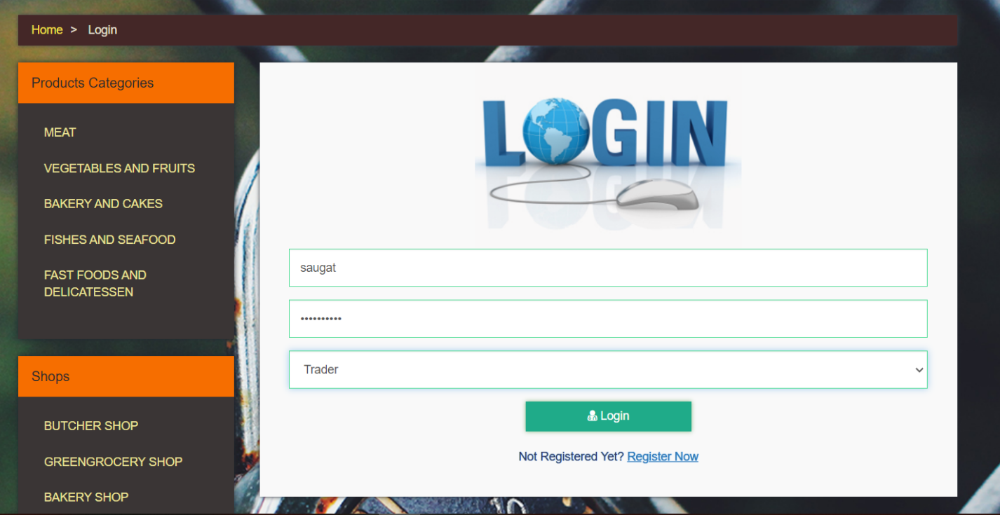 Home > Login
Products Categories
MEAT
VEGETABLES AND FRUITS
BAKERY AND CAKES
FISHES AND SEAFOOD
FAST FOODS AND
DELICATESSEN
Shops
BUTCHER SHOP
GREENGROCERY SHOP
BAKERY SHOP
LOGIN
saugat
••••••••••
Trader
Login
Not Registered Yet? Register Now